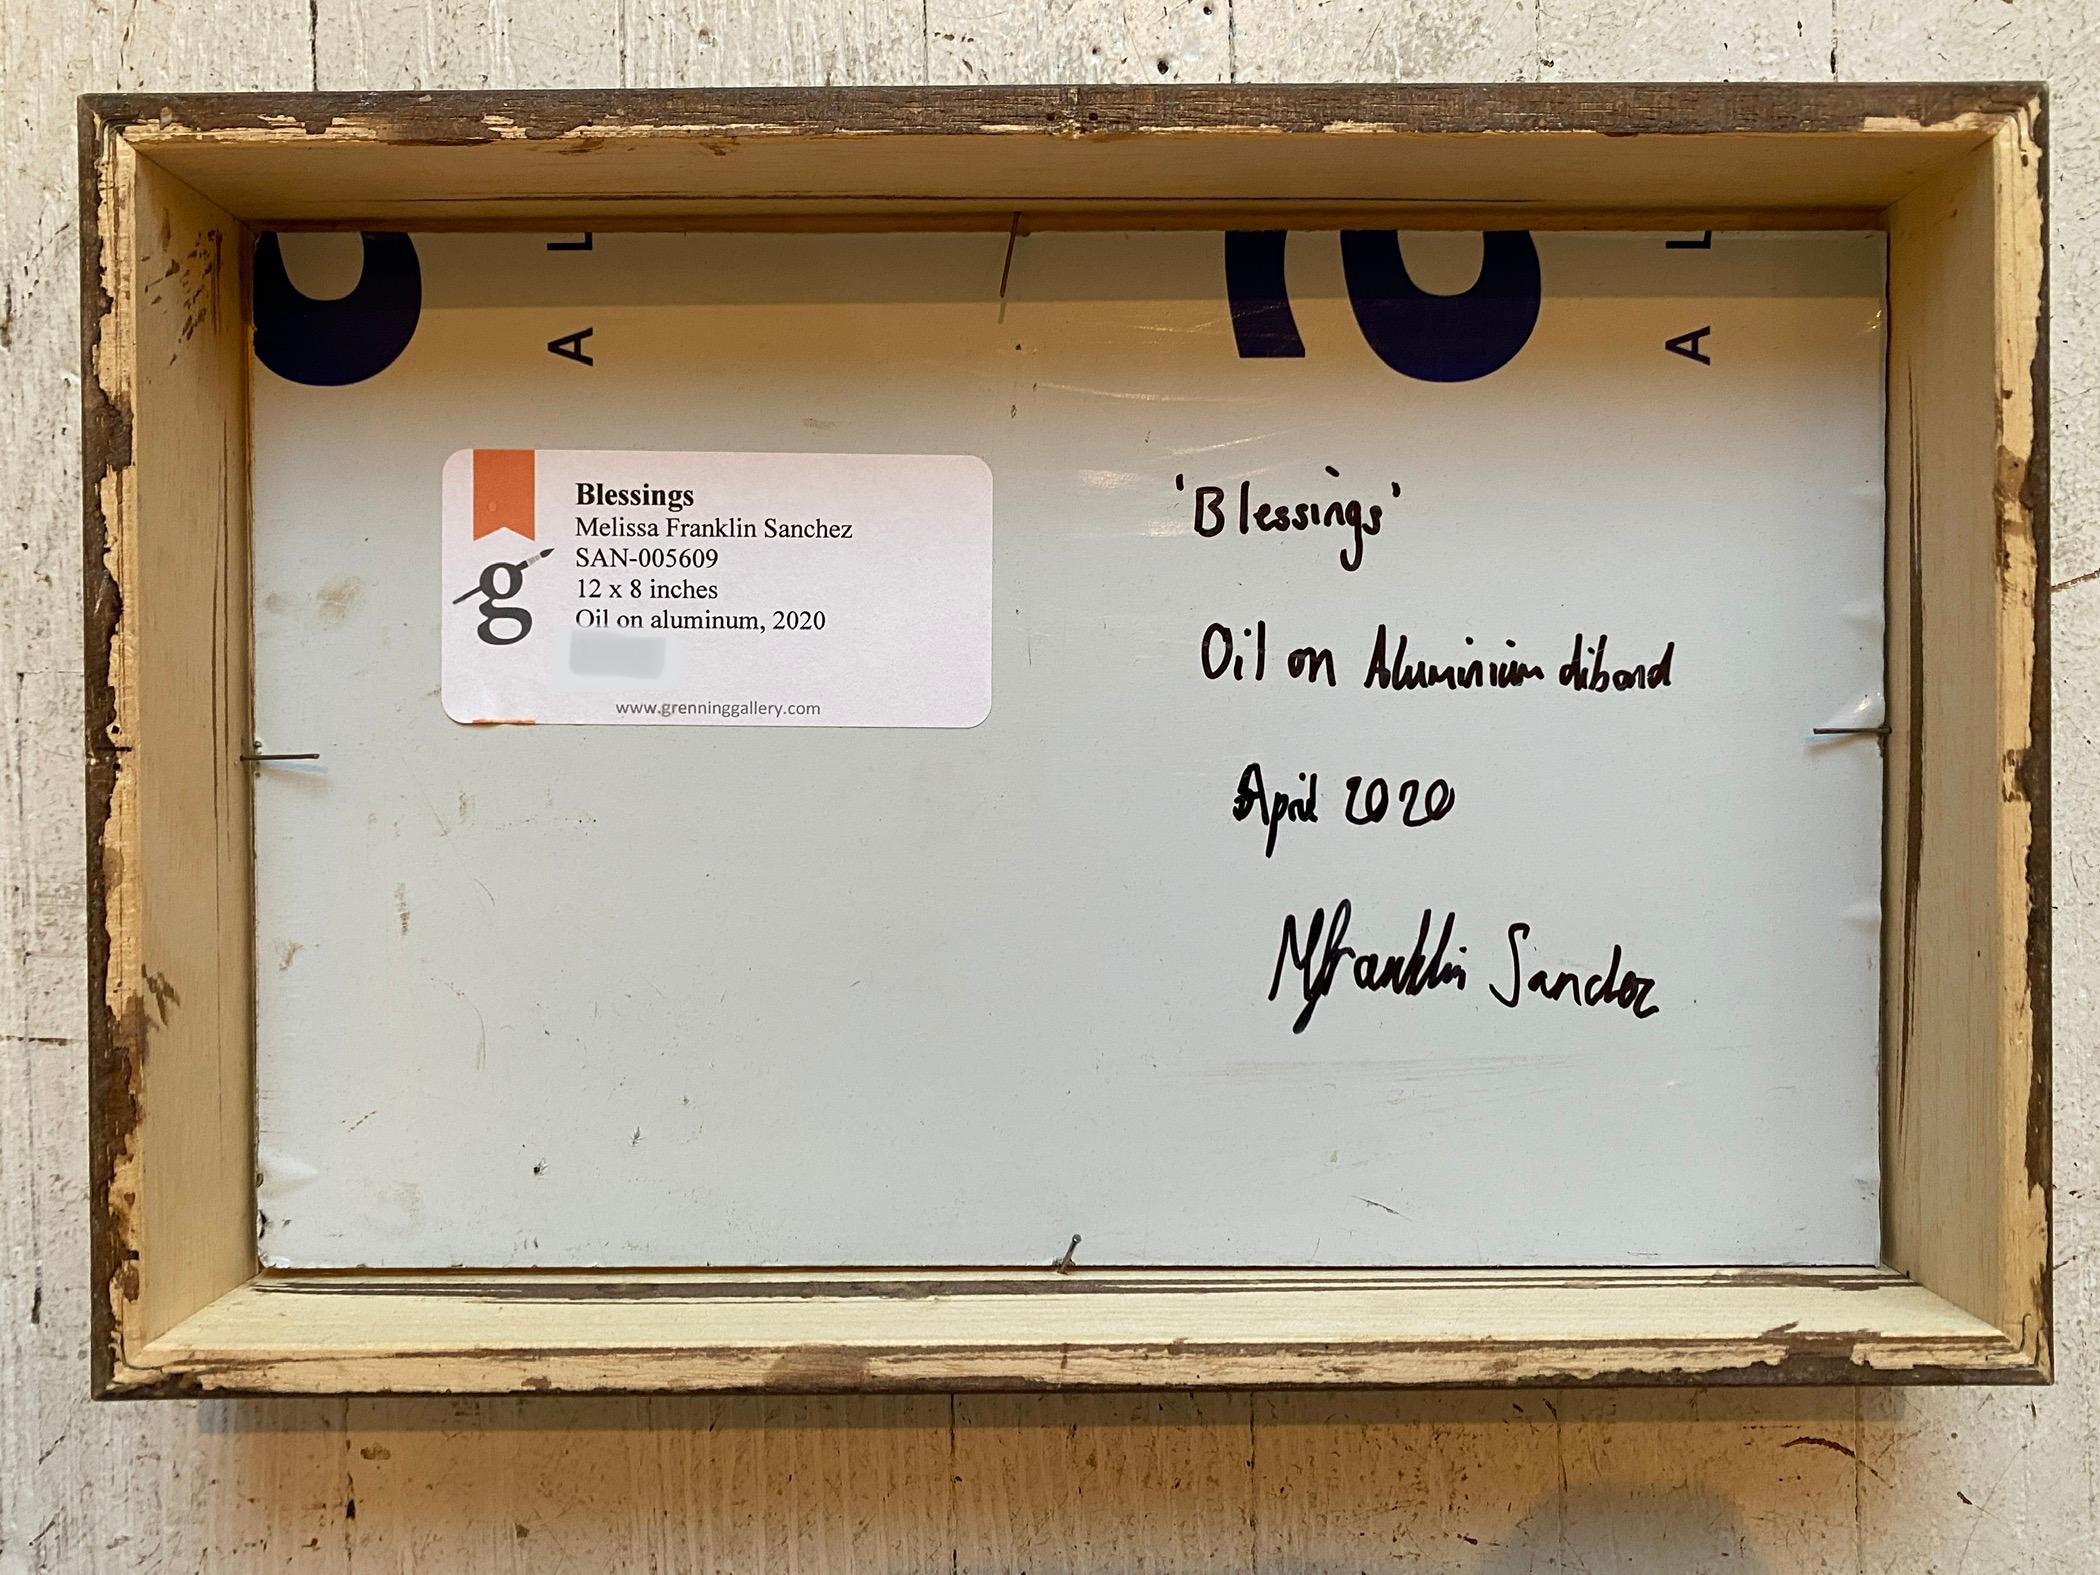 A L
A L
Blessings
Melissa Franklin Sanchez
SAN-005609
12 x 8 inches
Oil on aluminum, 2020
g
www.grenninggallery.com
'Blessings'
Oil on Aluminium dibond
April 2020
MFranklin Sanchez